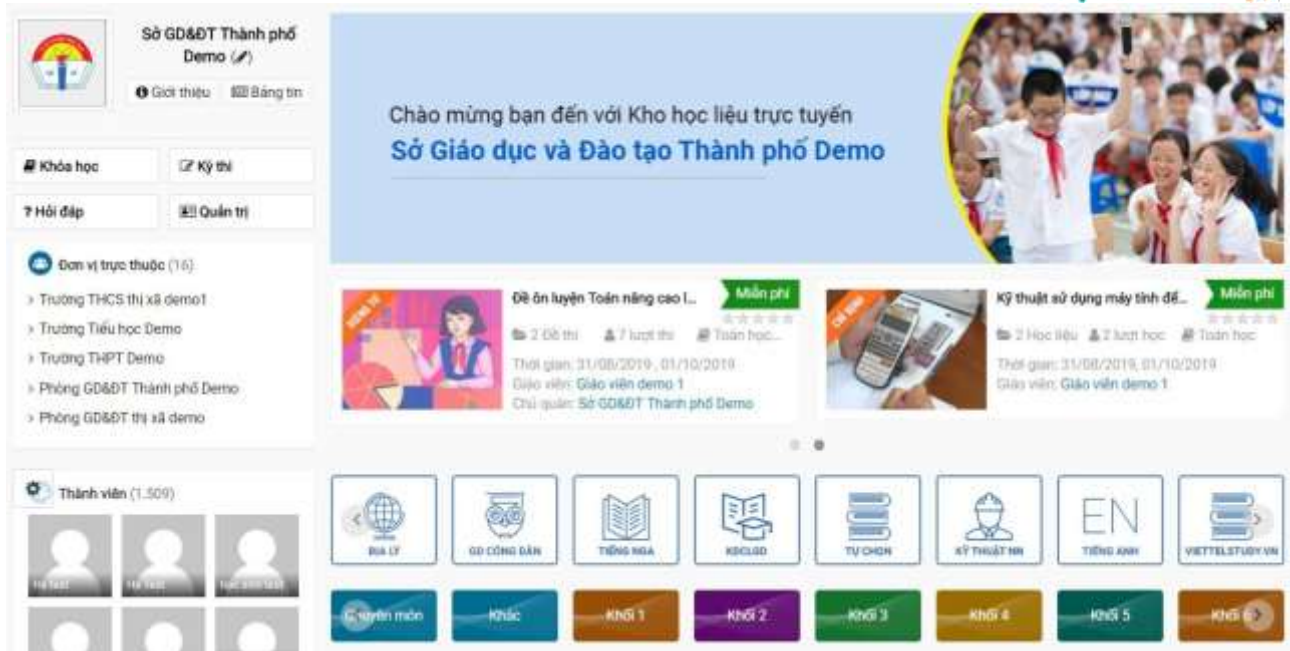 Sở GD&ĐT Thành phố
Demo
Giới thiệu
Bảng tin
Khóa học
Kỳ thi
? Hỏi đáp
Quản trị
Đơn vị trực thuộc (16)
> Trường THCS thị xã demo1
> Trường Tiểu học Demo
> Trường THPT Demo
> Phòng GD&ĐT Thành phố Demo
> Phòng GD&ĐT thị xã demo
Thành viên (1.509)
Hà test
Hà test
học sinh test
Chào mừng bạn đến với Kho học liệu trực tuyến
Sở Giáo dục và Đào tạo Thành phố Demo
Đề ôn luyện Toán nâng cao l...
Miễn phí
2 Đề thi
7 lượt thi
Toán học...
Thời gian: 31/08/2019, 01/10/2019
Giáo viên: Giáo viên demo 1
Chủ quản: Sở GD&ĐT Thành phố Demo
Kỹ thuật sử dụng máy tính để...
Miễn phí
2 Học liệu
2 lượt học
Toán học
Thời gian: 31/08/2019, 01/10/2019
Giáo viên: Giáo viên demo 1
ĐỊA LÝ
GD CÔNG DÂN
TIẾNG NGA
KĐCLGD
TỰ CHỌN
KỸ THUẬT NN
EN
TIẾNG ANH
VIETTELSTUDY.VN
Chuyên môn
Khác
Khối 1
Khối 2
Khối 3
Khối 4
Khối 5
Khối 6